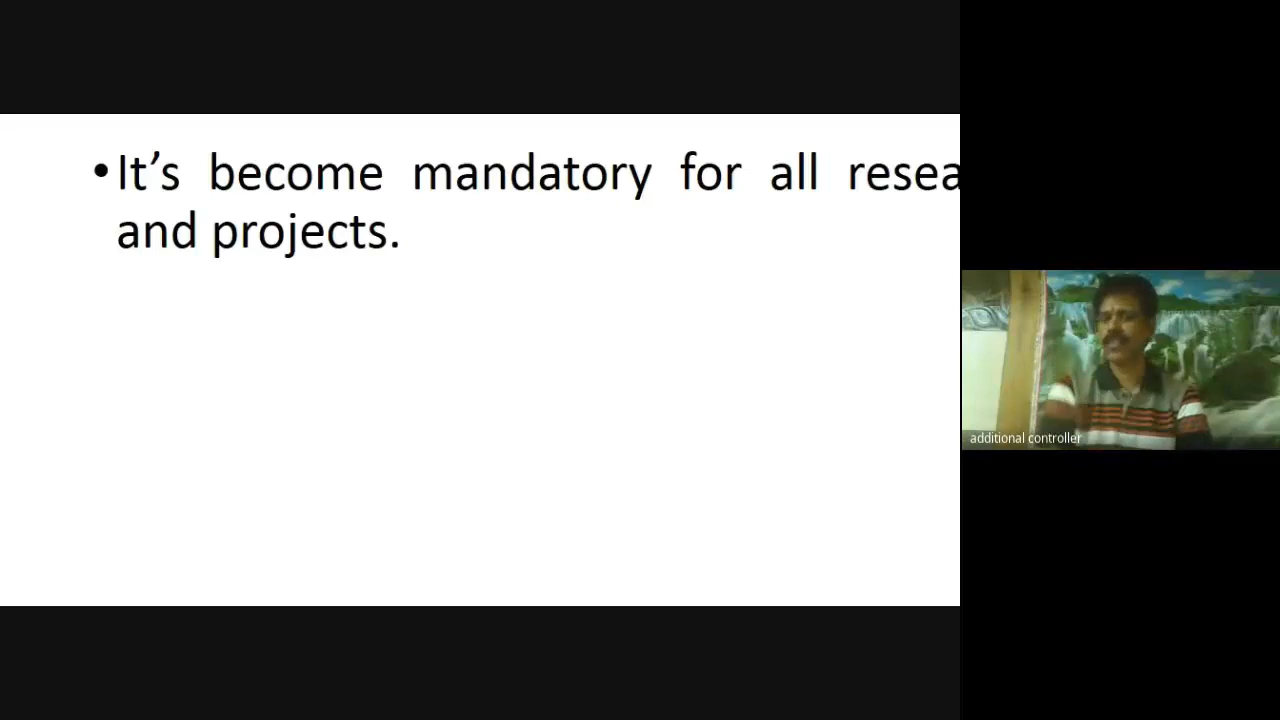 •It’s become mandatory for all resea
and projects.
additional controller